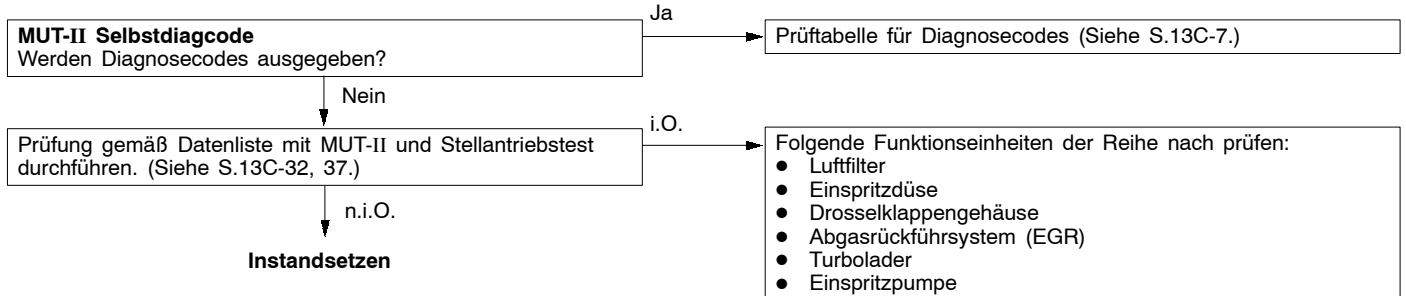 Ja
MUT-II Selbstdiagcode
Werden Diagnosecodes ausgegeben?
Prüftabelle für Diagnosecodes (Siehe S.13C-7.)
Nein
i.O.
Prüfung gemäß Datenliste mit MUT-II und Stellantriebstest
durchführen. (Siehe S.13C-32, 37.)
Folgende Funktionseinheiten der Reihe nach prüfen:
● Luftfilter
● Einspritzdüse
● Drosselklappengehäuse
● Abgasrückführsystem (EGR)
● Turbolader
● Einspritzpumpe
n.i.O.
Instandsetzen